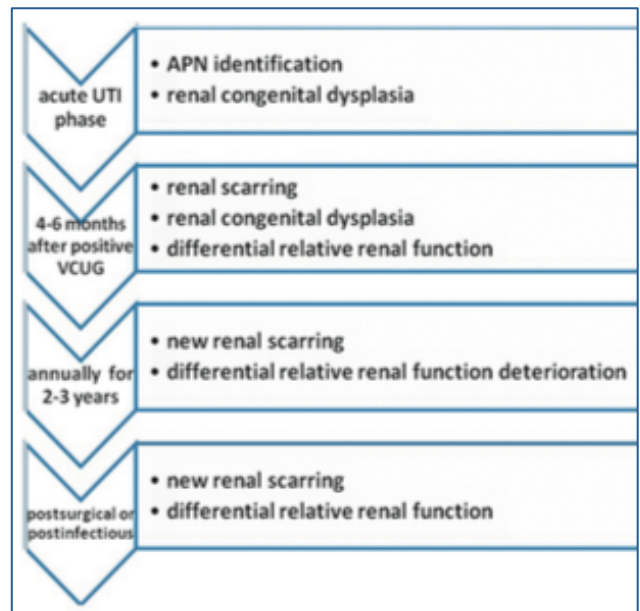 acute UTI
phase
• APN identification
• renal congenital dysplasia
4-6 months
after positive
VCUG
• renal scarring
• renal congenital dysplasia
• differential relative renal function
annually for
2-3 years
• new renal scarring
• differential relative renal function deterioration
postsurgical or
postinfectious
• new renal scarring
• differential relative renal function